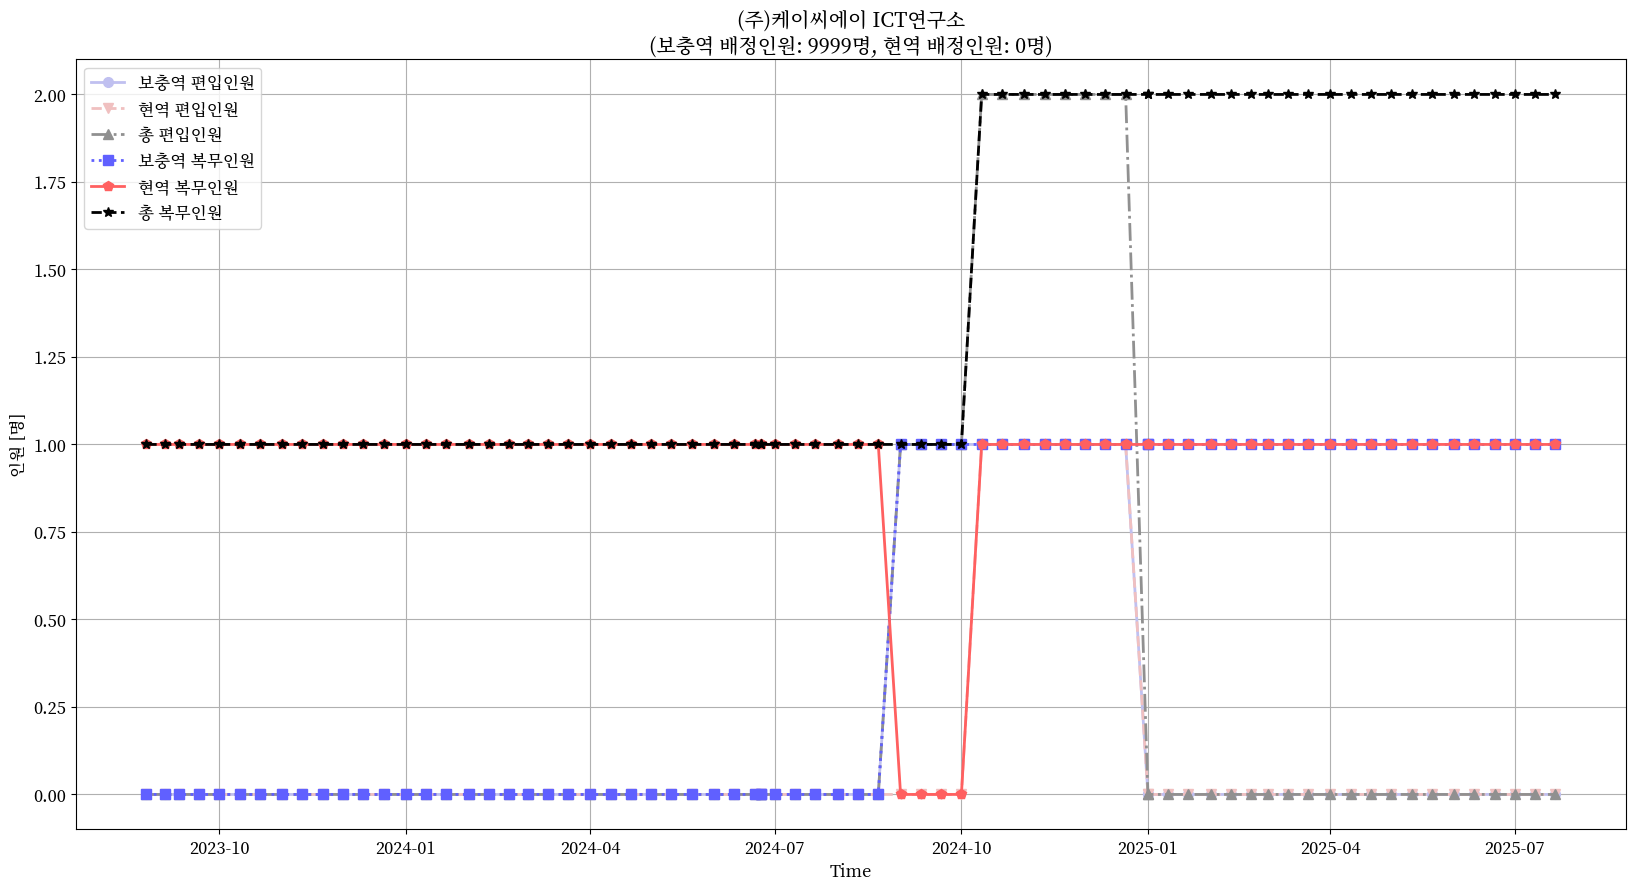 (주)케이씨에이 ICT연구소
(보충역 배정인원: 9999명, 현역 배정인원: 0명)
보충역 편입인원
현역 편입인원
총 편입인원
보충역 복무인원
현역 복무인원
총 복무인원
인원 [명]
2.00
1.75
1.50
1.25
1.00
0.75
0.50
0.25
0.00
2023-10
2024-01
2024-04
2024-07
2024-10
2025-01
2025-04
2025-07
Time